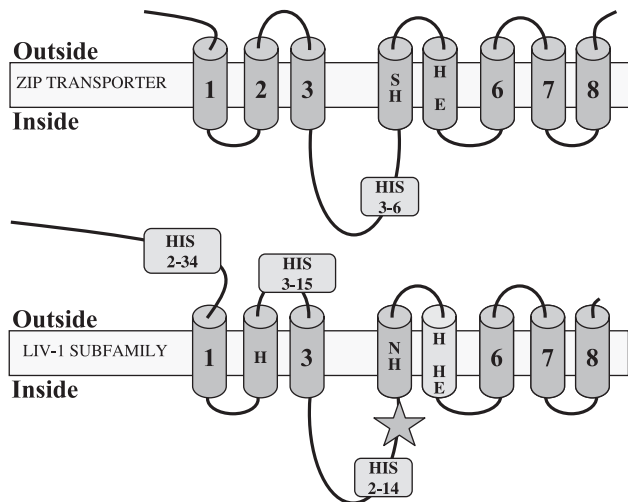 Outside
ZIP TRANSPORTER
Inside
1
2
3
S
H
H
E
6
7
8
HIS
3-6
HIS
2-34
HIS
3-15
Outside
LIV-1 SUBFAMILY
Inside
1
H
3
N
H
H
HE
6
7
8
HIS
2-14